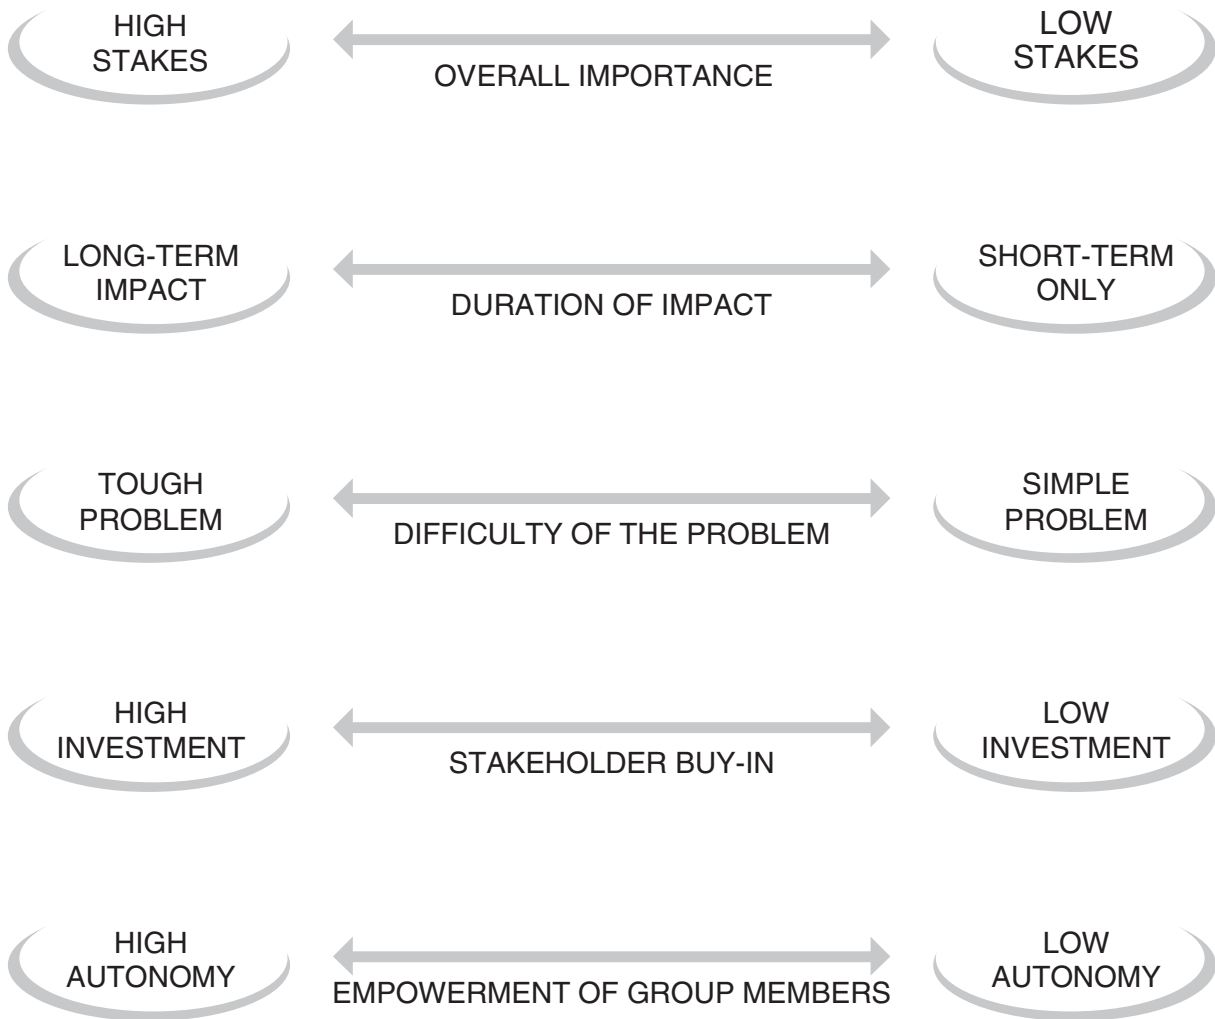 HIGH
STAKES
OVERALL IMPORTANCE
LOW
STAKES
LONG-TERM
IMPACT
DURATION OF IMPACT
SHORT-TERM
ONLY
TOUGH
PROBLEM
DIFFICULTY OF THE PROBLEM
SIMPLE
PROBLEM
HIGH
INVESTMENT
STAKEHOLDER BUY-IN
LOW
INVESTMENT
HIGH
AUTONOMY
EMPOWERMENT OF GROUP MEMBERS
LOW
AUTONOMY